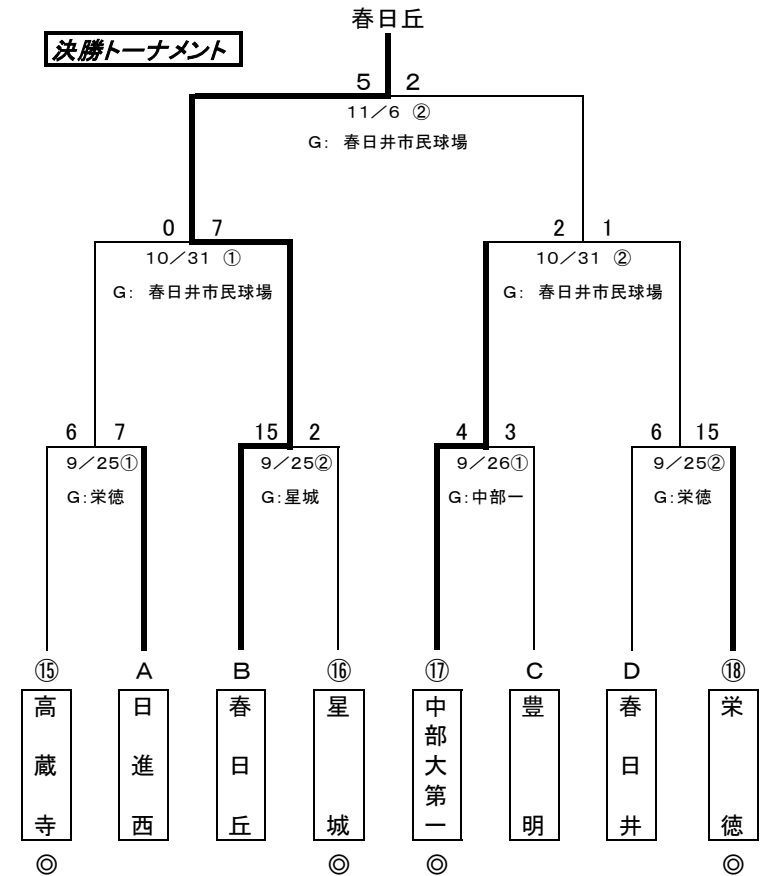 春日丘
決勝トーナメント
5 2
11/6 ②
G: 春日井市民球場
0 7
2 1
10/31 ①
10/31 ②
G: 春日井市民球場
G: 春日井市民球場
6 7
15 2
4 3
6 15
9/25①
9/25②
9/26①
9/25②
G:栄徳
G:星城
G:中部一
G:栄徳
⑮ A B ⑯ ⑰ C D ⑱
高蔵寺
日進西
春日丘
星城
中部大第一
豊明
春日井
栄徳
◎ ◎ ◎ ◎